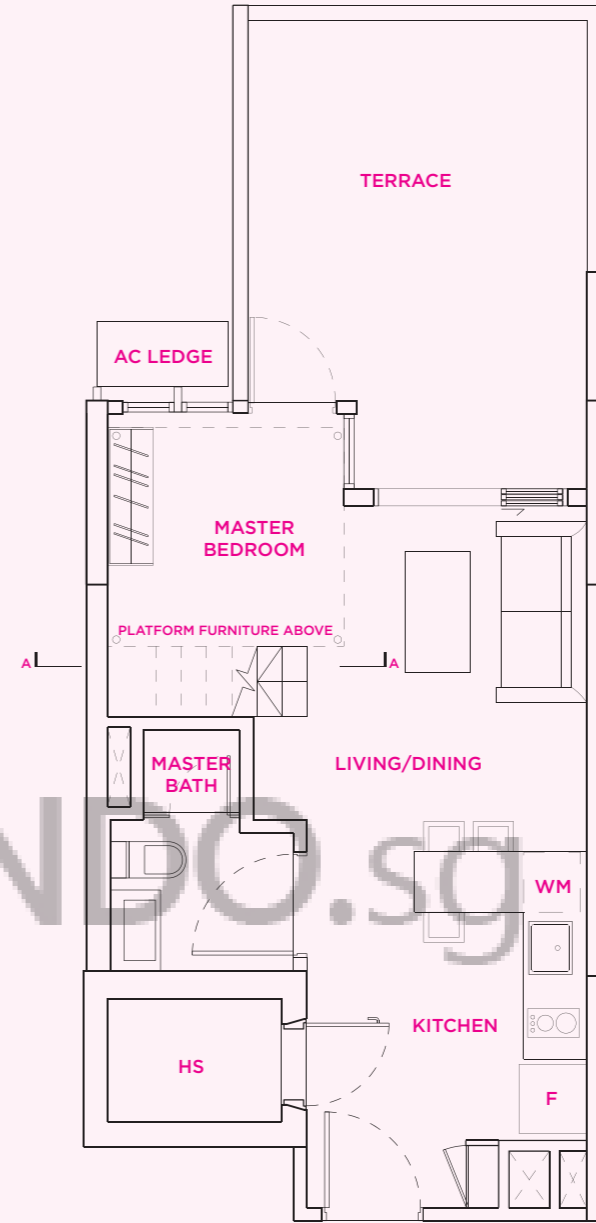 TERRACE
AC LEDGE
MASTER
BEDROOM
PLATFORM FURNITURE ABOVE
A
A
MASTER
BATH
LIVING/DINING
NDO.sg
WM
KITCHEN
HS
F